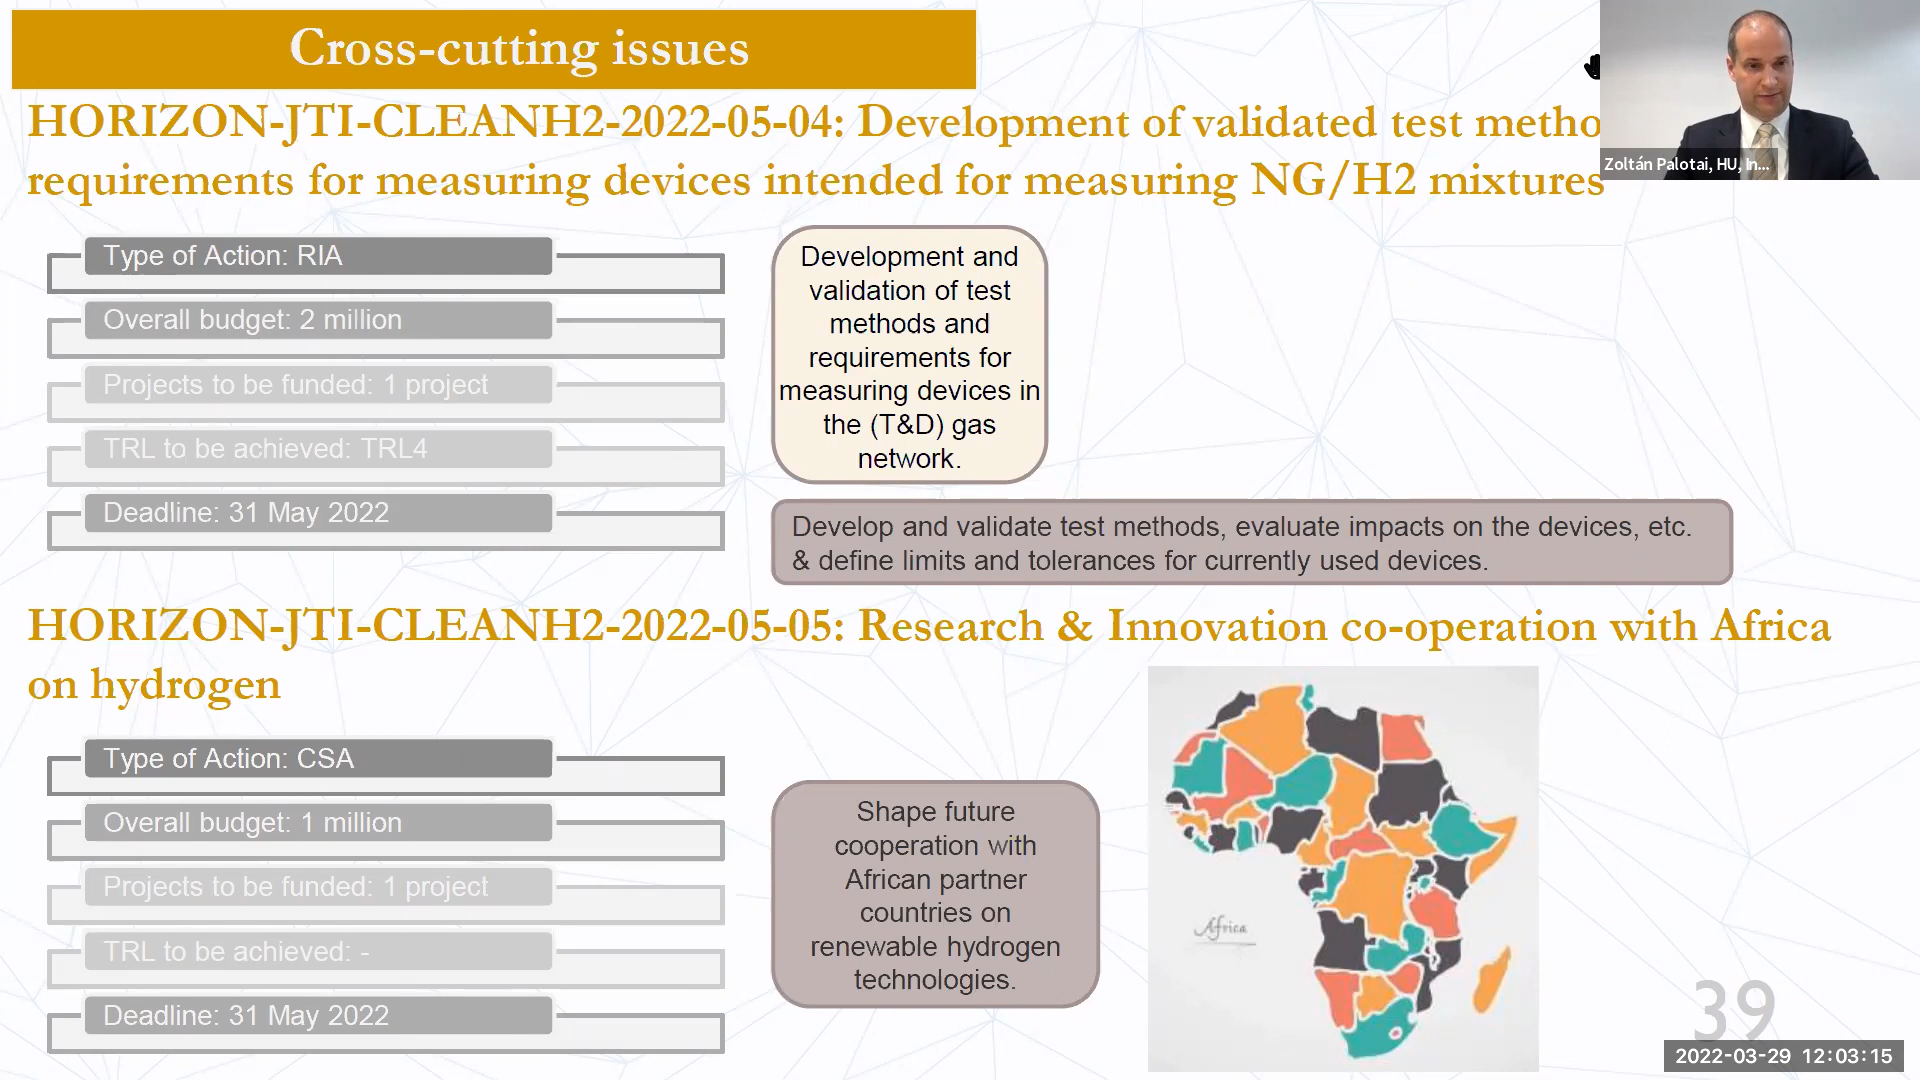 Cross-cutting issues
HORIZON-JTI-CLEANH2-2022-05-04: Development of validated test metho
requirements for measuring devices intended for measuring NG/H2 mixtures
Zoltán Palotai, HU, In...
Type of Action: RIA
Overall budget: 2 million
Projects to be funded: 1 project
TRL to be achieved: TRL4
Deadline: 31 May 2022
Development and
validation of test
methods and
requirements for
measuring devices in
the (T&D) gas
network.
Develop and validate test methods, evaluate impacts on the devices, etc.
& define limits and tolerances for currently used devices.
HORIZON-JTI-CLEANH2-2022-05-05: Research & Innovation co-operation with Africa
on hydrogen
Type of Action: CSA
Overall budget: 1 million
Projects to be funded: 1 project
TRL to be achieved: -
Deadline: 31 May 2022
Shape future
cooperation with
African partner
countries on
renewable hydrogen
technologies.
Africa
39
2022-03-29 12:03:15